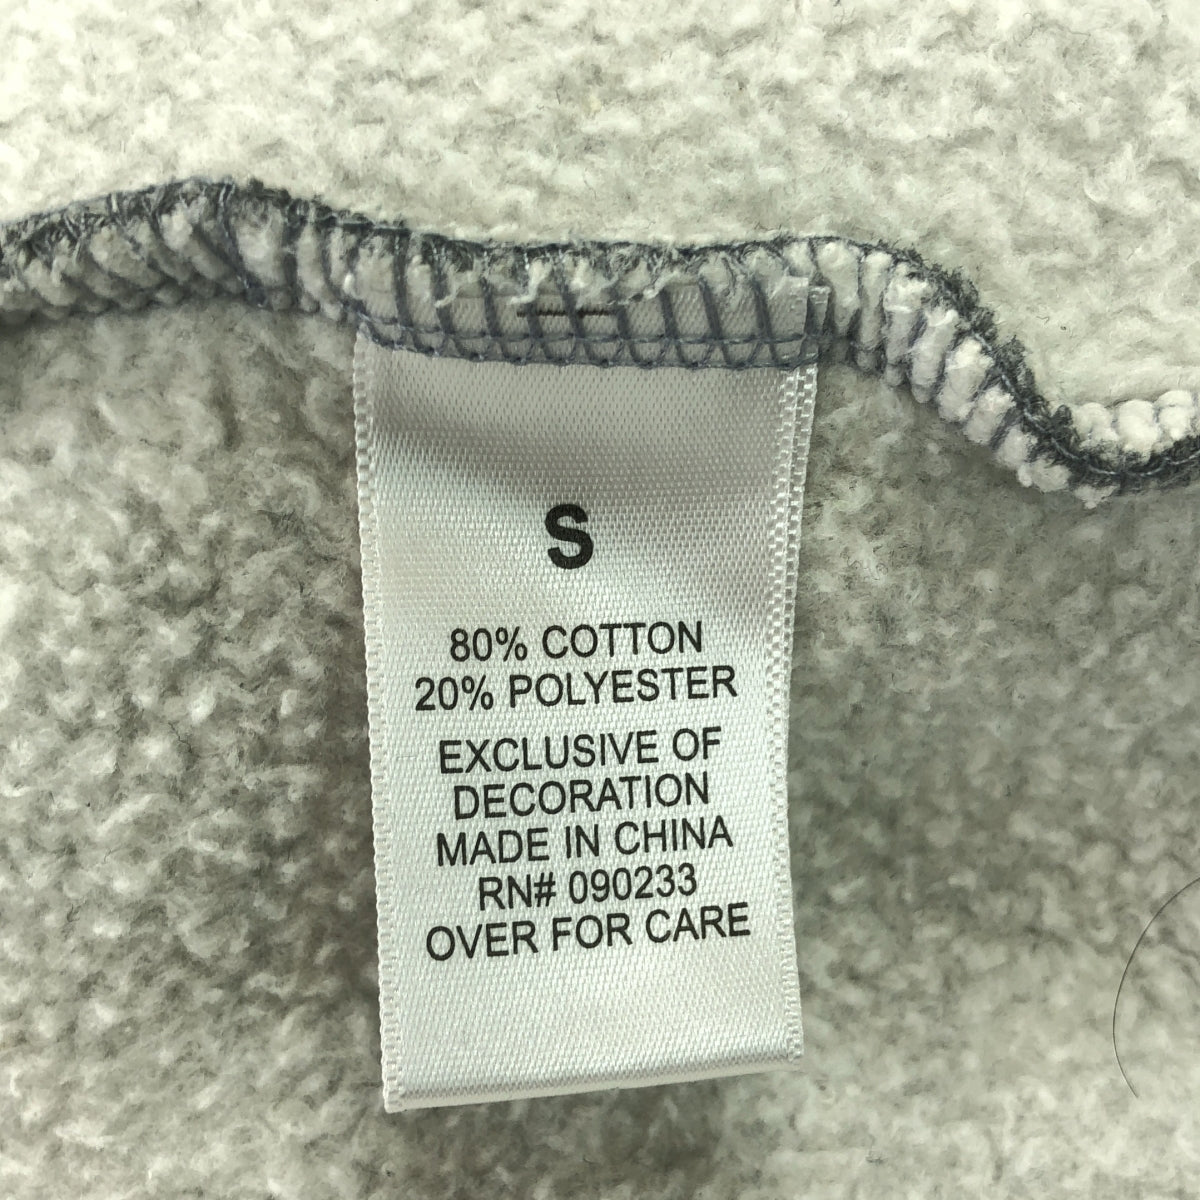 S
80% COTTON
20% POLYESTER
EXCLUSIVE OF
DECORATION
MADE IN CHINA
RN# 090233
OVER FOR CARE